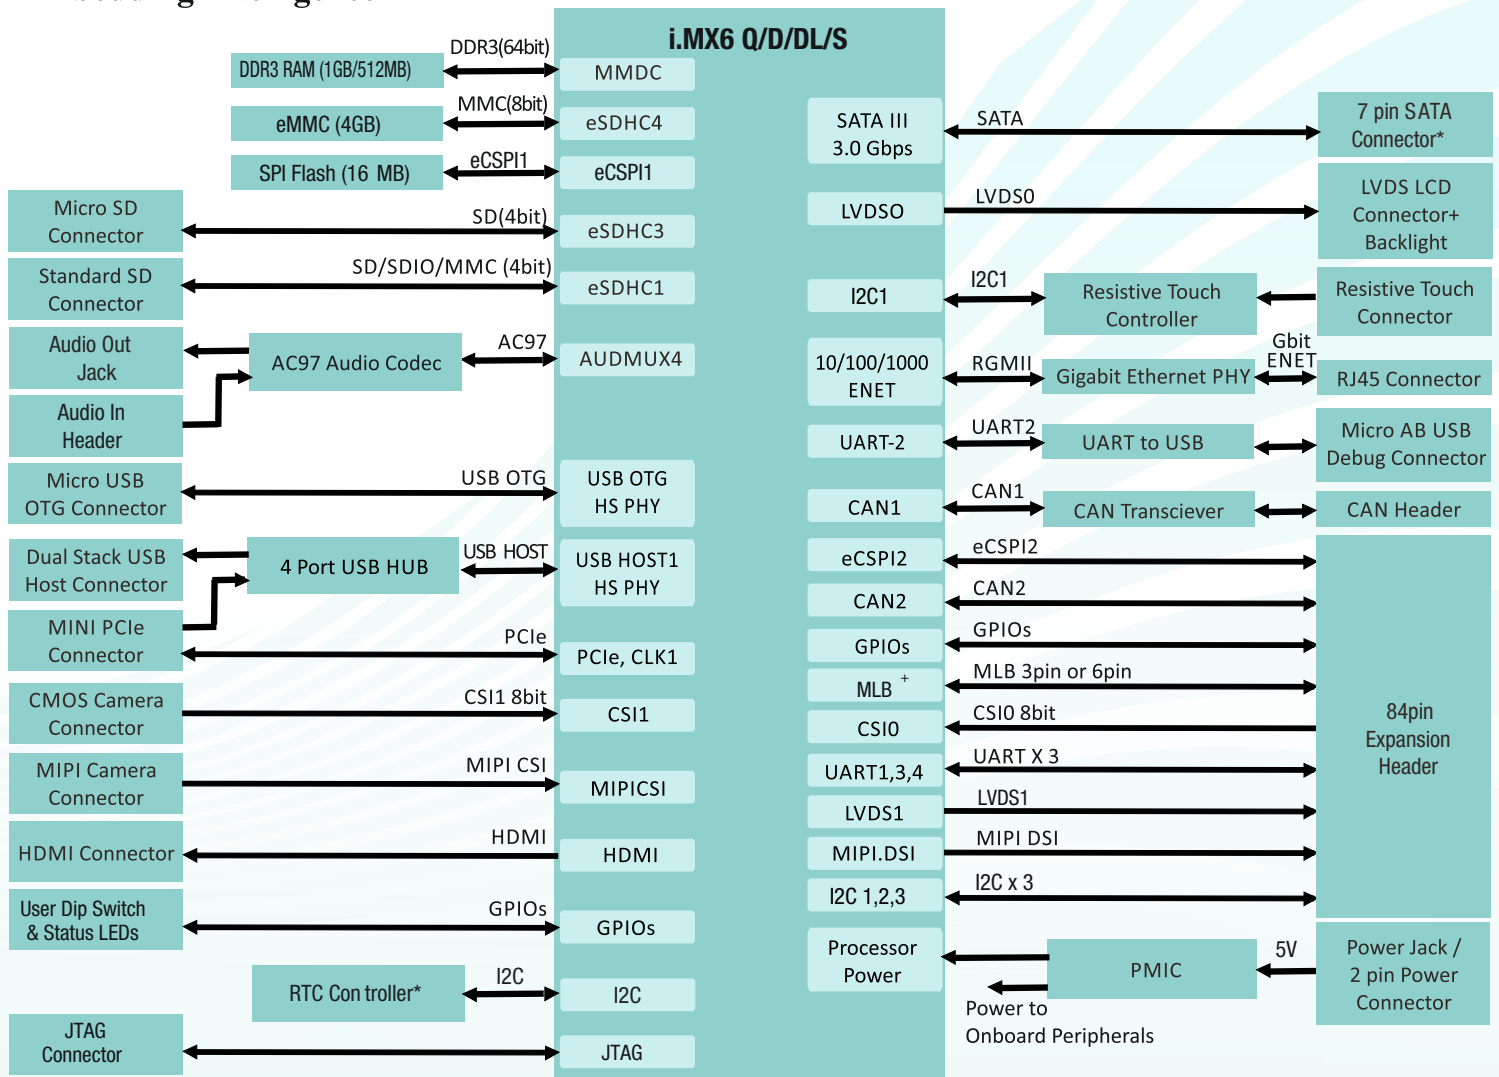 i.MX6 Q/D/DL/S
DDR3 RAM (1GB/512MB)
DDR3(64bit)
MMDC
eMMC (4GB)
MMC(8bit)
eSDHC4
SPI Flash (16 MB)
eCSPI1
eCSPI1
Micro SD
Connector
SD(4bit)
eSDHC3
Standard SD
Connector
SD/SDIO/MMC (4bit)
eSDHC1
Audio Out
Jack
AC97 Audio Codec
AC97
AUDMUX4
Audio In
Header
Micro USB
OTG Connector
USB OTG
USB OTG
HS PHY
Dual Stack USB
Host Connector
4 Port USB HUB
USB HOST
USB HOST1
HS PHY
MINI PCIe
Connector
PCIe
PCIe, CLK1
CMOS Camera
Connector
CSI1 8bit
CSI1
MIPI Camera
Connector
MIPI CSI
MIPICSI
HDMI Connector
HDMI
HDMI
User Dip Switch
& Status LEDs
GPIOs
GPIOs
RTC Con troller*
I2C
I2C
JTAG
Connector
JTAG
SATA III
3.0 Gbps
SATA
7 pin SATA
Connector*
LVDSO
LVDS0
LVDS LCD
Connector+
Backlight
I2C1
I2C1
Resistive Touch
Controller
Resistive Touch
Connector
10/100/1000
ENET
RGMII
Gigabit Ethernet PHY
Gbit
ENET
RJ45 Connector
UART-2
UART2
UART to USB
Micro AB USB
Debug Connector
CAN1
CAN1
CAN Transciever
CAN Header
eCSPI2
eCSPI2
CAN2
CAN2
GPIOs
GPIOs
MLB +
MLB 3pin or 6pin
CSI0
CSI0 8bit
UART1,3,4
UART X 3
LVDS1
LVDS1
MIPI.DSI
MIPI DSI
I2C 1,2,3
I2C x 3
84pin
Expansion
Header
Processor
Power
PMIC
5V
Power Jack /
2 pin Power
Connector
Power to
Onboard Peripherals